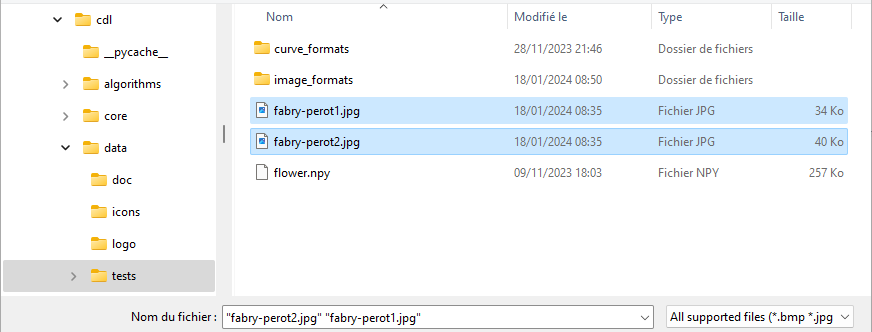 cdl
__pycache__
algorithms
core
data
doc
icons
logo
tests
Nom Modifié le Type Taille
curve_formats 28/11/2023 21:46 Dossier de fichiers
image_formats 18/01/2024 08:50 Dossier de fichiers
fabry-perot1.jpg 18/01/2024 08:35 Fichier JPG 34 Ko
fabry-perot2.jpg 18/01/2024 08:35 Fichier JPG 40 Ko
flower.npy 09/11/2023 18:03 Fichier NPY 257 Ko
Nom du fichier : "fabry-perot2.jpg" "fabry-perot1.jpg" All supported files (*.bmp *.jpg